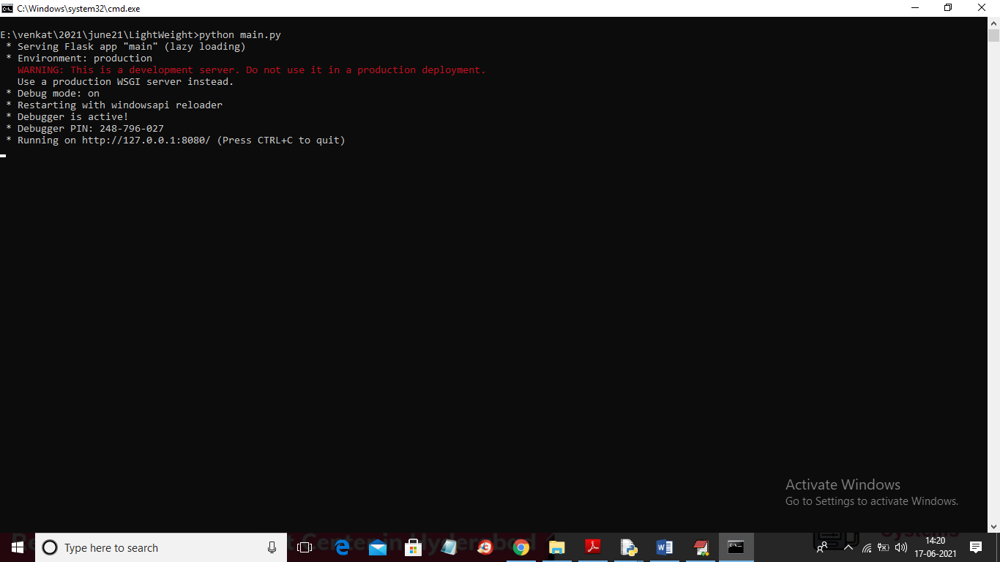 C:\Windows\system32\cmd.exe
E:\venkat\2021\june21\LightWeight>python main.py
* Serving Flask app "main" (lazy loading)
* Environment: production
WARNING: This is a development server. Do not use it in a production deployment.
Use a production WSGI server instead.
* Debug mode: on
* Restarting with windowsapi reloader
* Debugger is active!
* Debugger PIN: 248-796-027
* Running on http://127.0.0.1:8080/ (Press CTRL+C to quit)
Activate Windows
Go to Settings to activate Windows.
Type here to search
Center in Hyderabad
Systems
14:20
17-06-2021